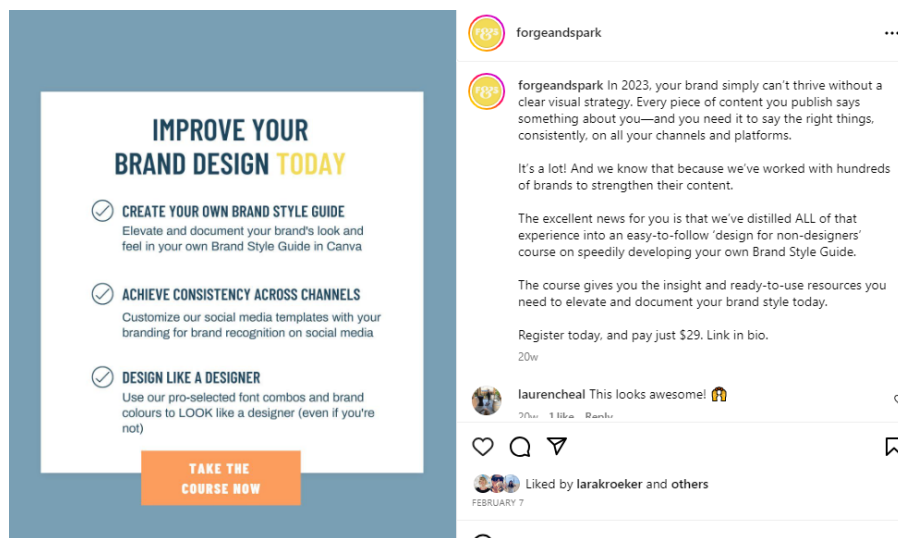 IMPROVE YOUR
BRAND DESIGN TODAY
CREATE YOUR OWN BRAND STYLE GUIDE
Elevate and document your brand's look and
feel in your own Brand Style Guide in Canva
ACHIEVE CONSISTENCY ACROSS CHANNELS
Customize our social media templates with your
branding for brand recognition on social media
DESIGN LIKE A DESIGNER
Use our pro-selected font combos and brand
colours to LOOK like a designer (even if you're
not)
TAKE THE
COURSE NOW
forgeandspark
forgeandspark In 2023, your brand simply can’t thrive without a
clear visual strategy. Every piece of content you publish says
something about you—and you need it to say the right things,
consistently, on all your channels and platforms.
It’s a lot! And we know that because we’ve worked with hundreds
of brands to strengthen their content.
The excellent news for you is that we’ve distilled ALL of that
experience into an easy-to-follow ‘design for non-designers’
course on speedily developing your own Brand Style Guide.
The course gives you the insight and ready-to-use resources you
need to elevate and document your brand style today.
Register today, and pay just $29. Link in bio.
20w
laurencheal This looks awesome! 🙌
20w 1 like Reply
Liked by larakroeker and others
FEBRUARY 7